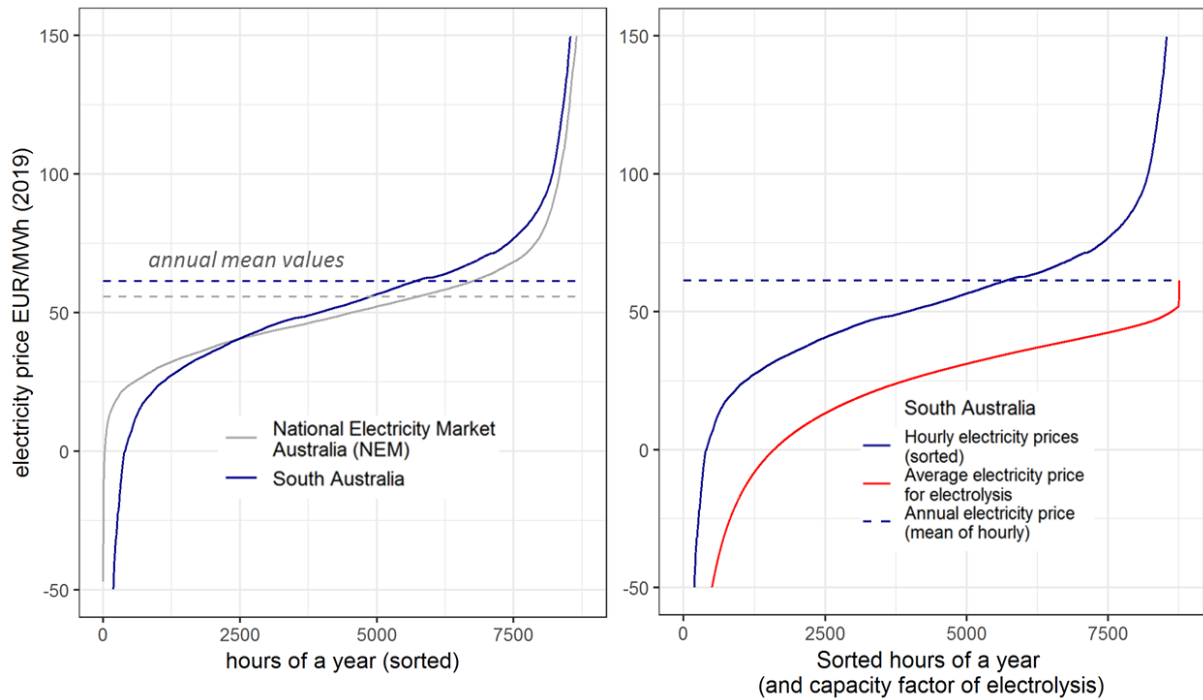 electricity price EUR/MWh (2019)
150
100
50
0
-50
annual mean values
National Electricity Market
Australia (NEM)
South Australia
0
2500
5000
7500
hours of a year (sorted)
150
100
50
0
-50
South Australia
Hourly electricity prices
(sorted)
Average electricity price
for electrolysis
Annual electricity price
(mean of hourly)
0
2500
5000
7500
Sorted hours of a year
(and capacity factor of electrolysis)